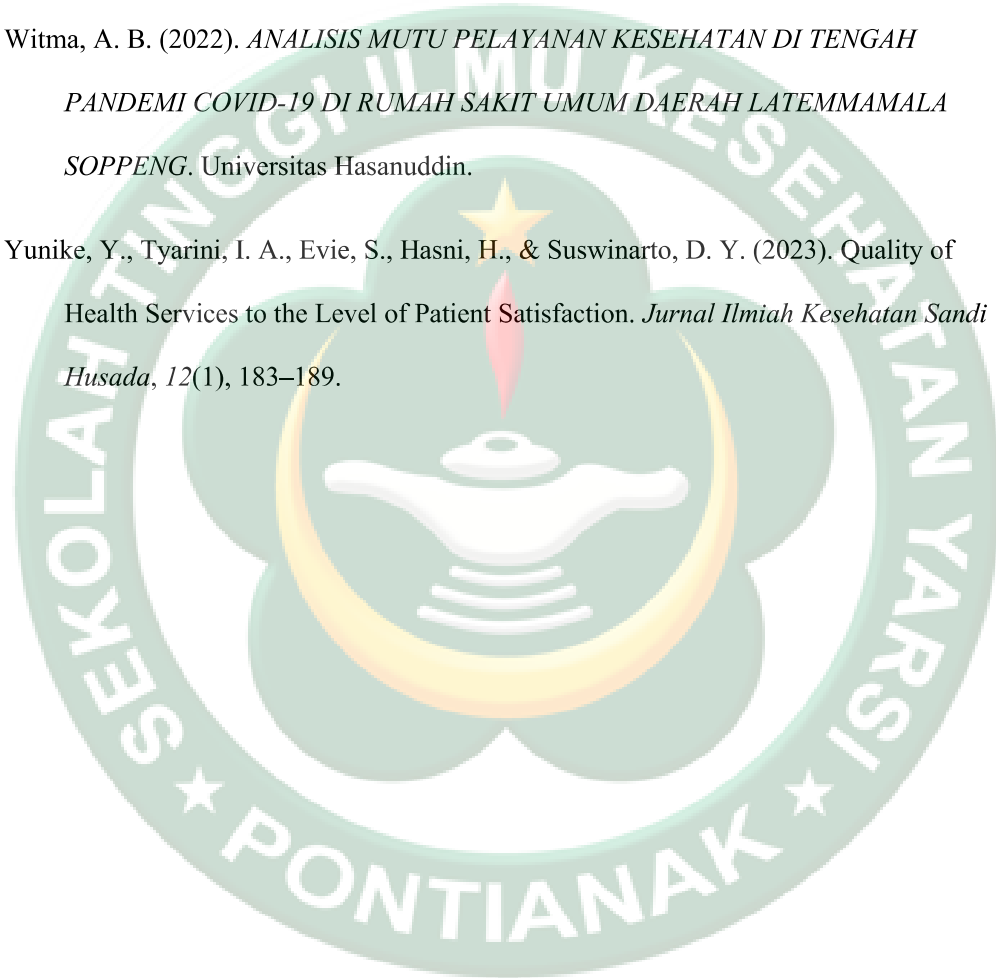 Witma, A. B. (2022). ANALISIS MUTU PELAYANAN KESEHATAN DI TENGAH
PANDEMI COVID-19 DI RUMAH SAKIT UMUM DAERAH LATEMMAMALA
SOPPENG. Universitas Hasanuddin.
Yunike, Y., Tyarini, I. A., Evie, S., Hasni, H., & Suswinarto, D. Y. (2023). Quality of
Health Services to the Level of Patient Satisfaction. Jurnal Ilmiah Kesehatan Sandi
Husada, 12(1), 183–189.
SEKOLAH TINGGI ILMU KESEHATAN YARSI
PONTIANAK